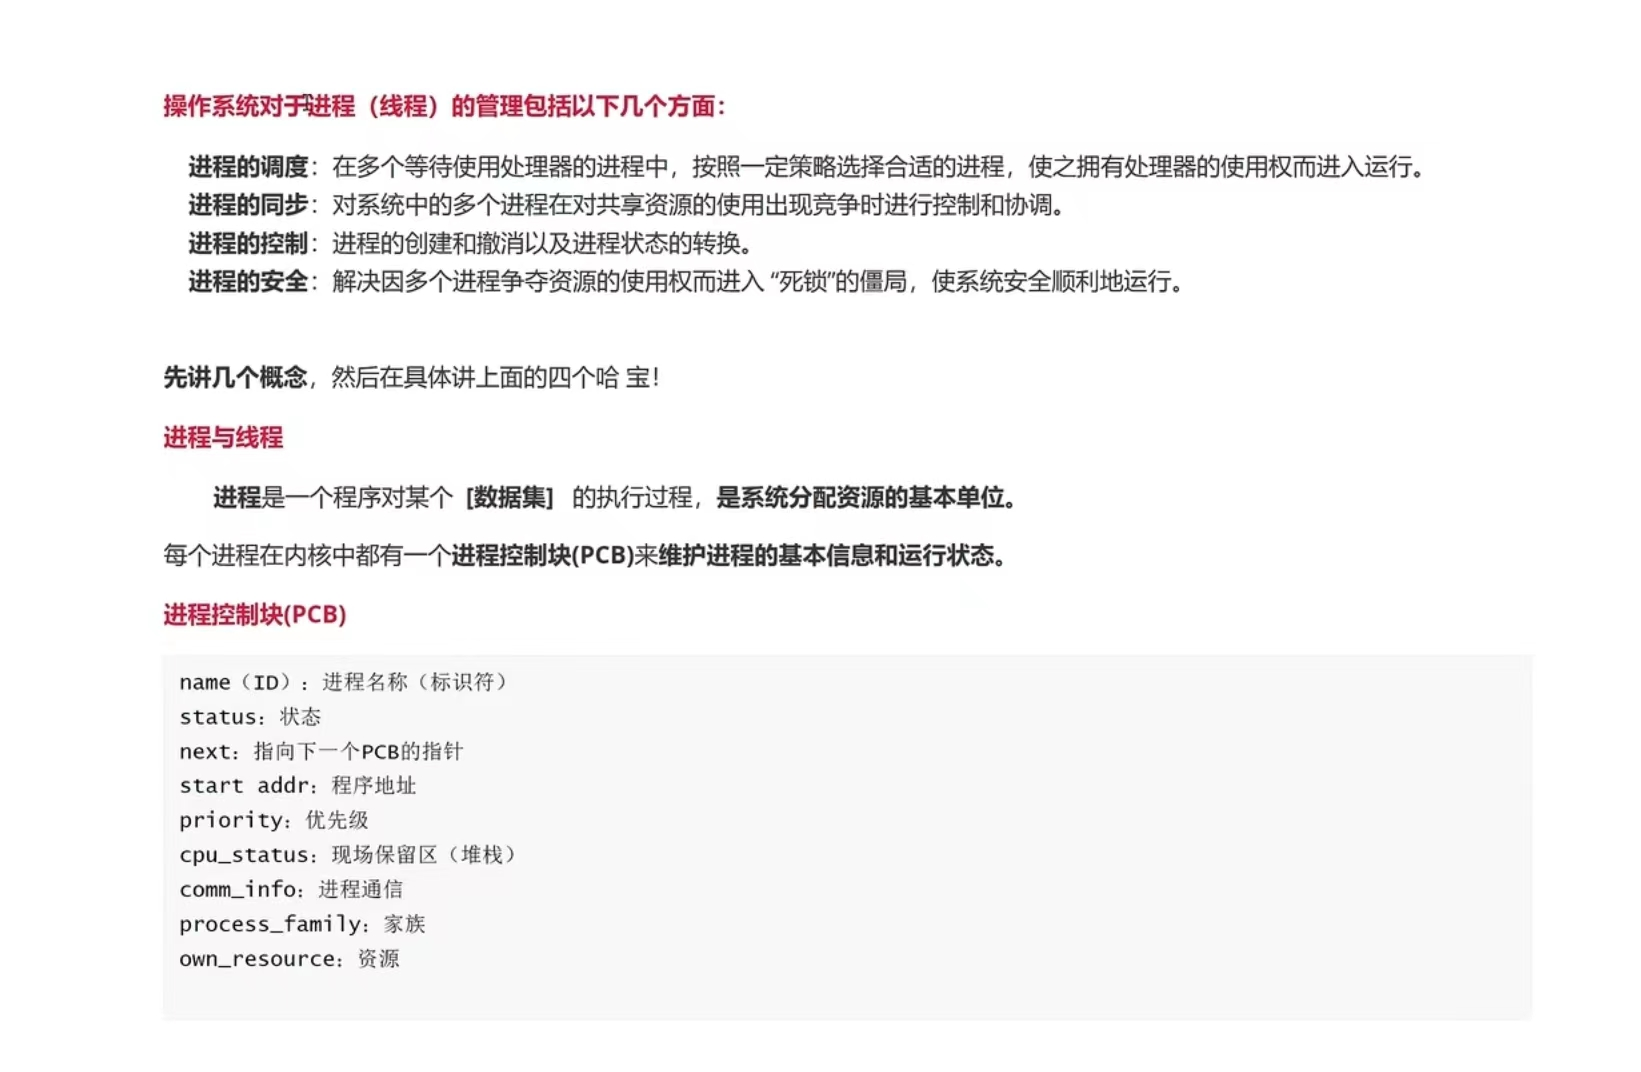 操作系统对于进程（线程）的管理包括以下几个方面：
进程的调度：在多个等待使用处理器的进程中，按照一定策略选择合适的进程，使之拥有处理器的使用权而进入运行。
进程的同步：对系统中的多个进程在对共享资源的使用出现竞争时进行控制和协调。
进程的控制：进程的创建和撤消以及进程状态的转换。
进程的安全：解决因多个进程争夺资源的使用权而进入 “死锁”的僵局，使系统安全顺利地运行。
先讲几个概念，然后在具体讲上面的四个哈 宝！
进程与线程
进程是一个程序对某个 [数据集] 的执行过程，是系统分配资源的基本单位。
每个进程在内核中都有一个进程控制块(PCB)来维护进程的基本信息和运行状态。
进程控制块(PCB)
name（ID）：进程名称（标识符）
status：状态
next：指向下一个PCB的指针
start addr：程序地址
priority：优先级
cpu_status：现场保留区（堆栈）
comm_info：进程通信
process_family：家族
own_resource：资源